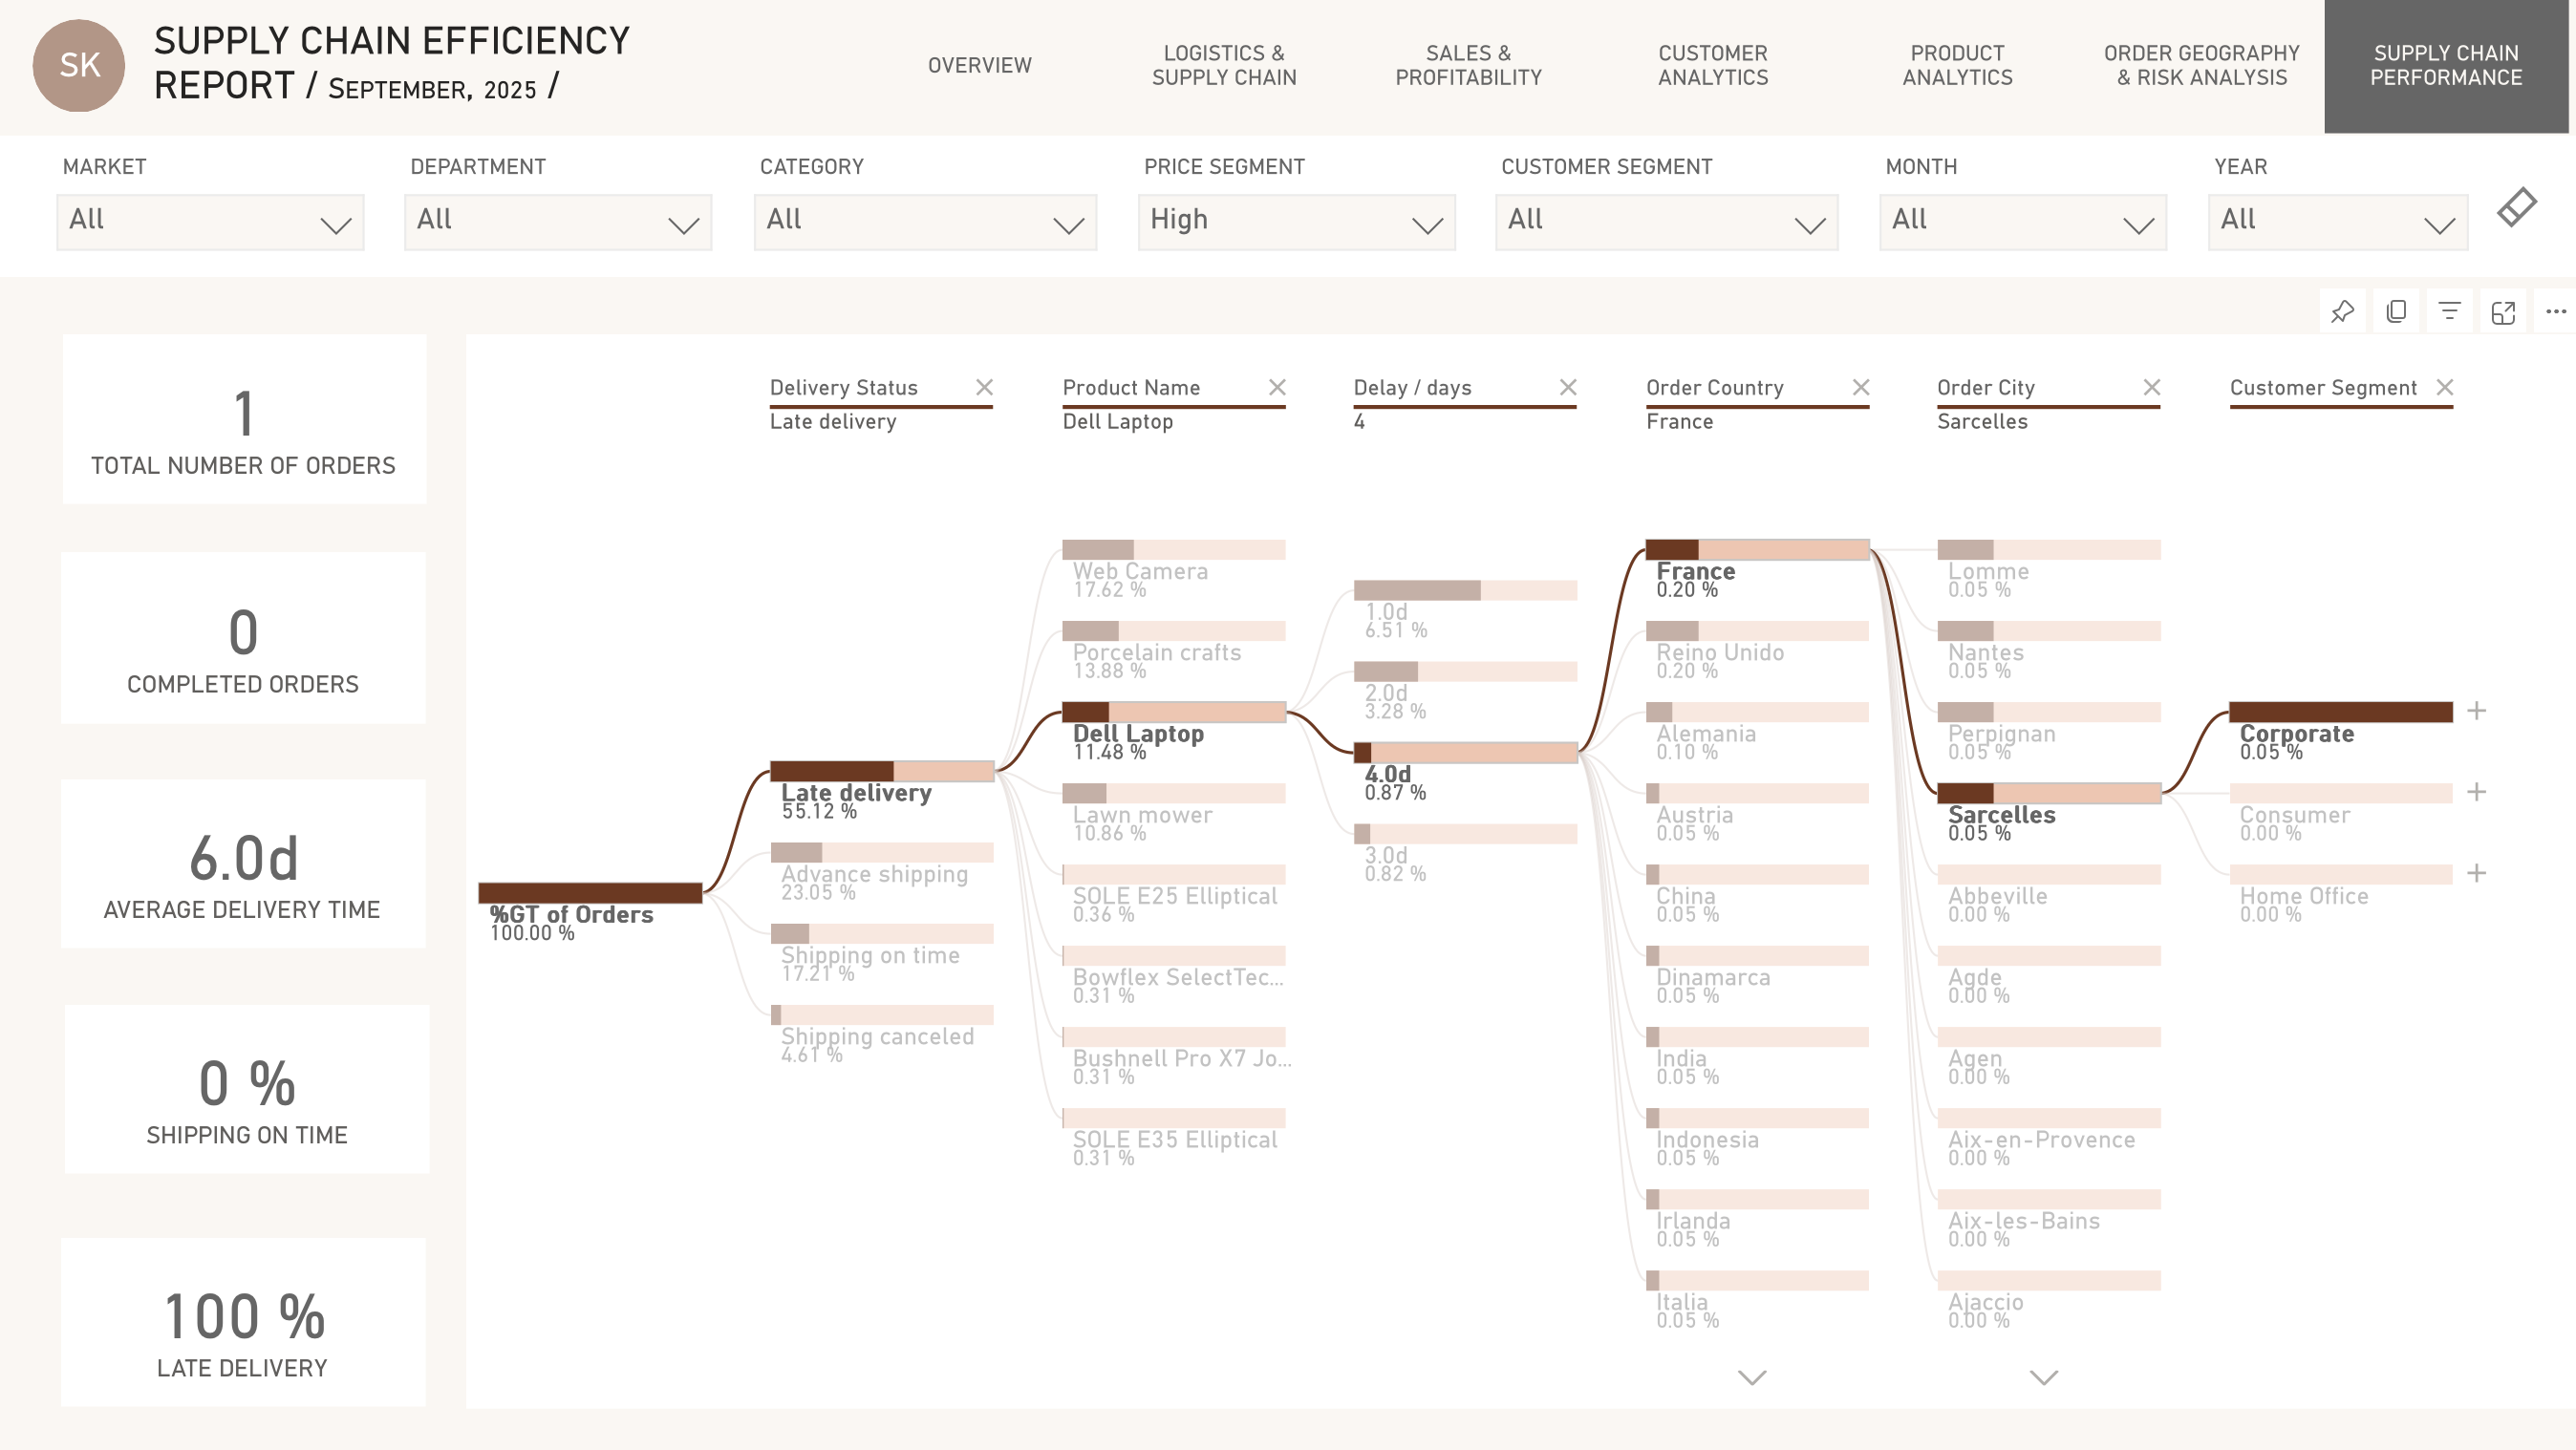 SK
SUPPLY CHAIN EFFICIENCY
REPORT / September, 2025 /
OVERVIEW
LOGISTICS &
SUPPLY CHAIN
SALES &
PROFITABILITY
CUSTOMER
ANALYTICS
PRODUCT
ANALYTICS
ORDER GEOGRAPHY
& RISK ANALYSIS
SUPPLY CHAIN
PERFORMANCE
MARKET
All
DEPARTMENT
All
CATEGORY
All
PRICE SEGMENT
High
CUSTOMER SEGMENT
All
MONTH
All
YEAR
All
1
TOTAL NUMBER OF ORDERS
0
COMPLETED ORDERS
6.0d
AVERAGE DELIVERY TIME
0 %
SHIPPING ON TIME
100 %
LATE DELIVERY
%GT of Orders
100.00 %
Delivery Status
Late delivery
Late delivery
55.12 %
Advance shipping
23.05 %
Shipping on time
17.21 %
Shipping canceled
4.61 %
Product Name
Dell Laptop
Web Camera
17.62 %
Porcelain crafts
13.88 %
Dell Laptop
11.48 %
Lawn mower
10.86 %
SOLE E25 Elliptical
0.36 %
Bowflex SelectTec...
0.31 %
Bushnell Pro X7 Jo...
0.31 %
SOLE E35 Elliptical
0.31 %
Delay / days
4
1.0d
6.51 %
2.0d
3.28 %
4.0d
0.87 %
3.0d
0.82 %
Order Country
France
France
0.20 %
Reino Unido
0.20 %
Alemania
0.10 %
Austria
0.05 %
China
0.05 %
Dinamarca
0.05 %
India
0.05 %
Indonesia
0.05 %
Irlanda
0.05 %
Italia
0.05 %
Order City
Sarcelles
Lomme
0.05 %
Nantes
0.05 %
Perpignan
0.05 %
Sarcelles
0.05 %
Abbeville
0.00 %
Agde
0.00 %
Agen
0.00 %
Aix-en-Provence
0.00 %
Aix-les-Bains
0.00 %
Ajaccio
0.00 %
Customer Segment
Corporate
0.05 %
Consumer
0.00 %
Home Office
0.00 %